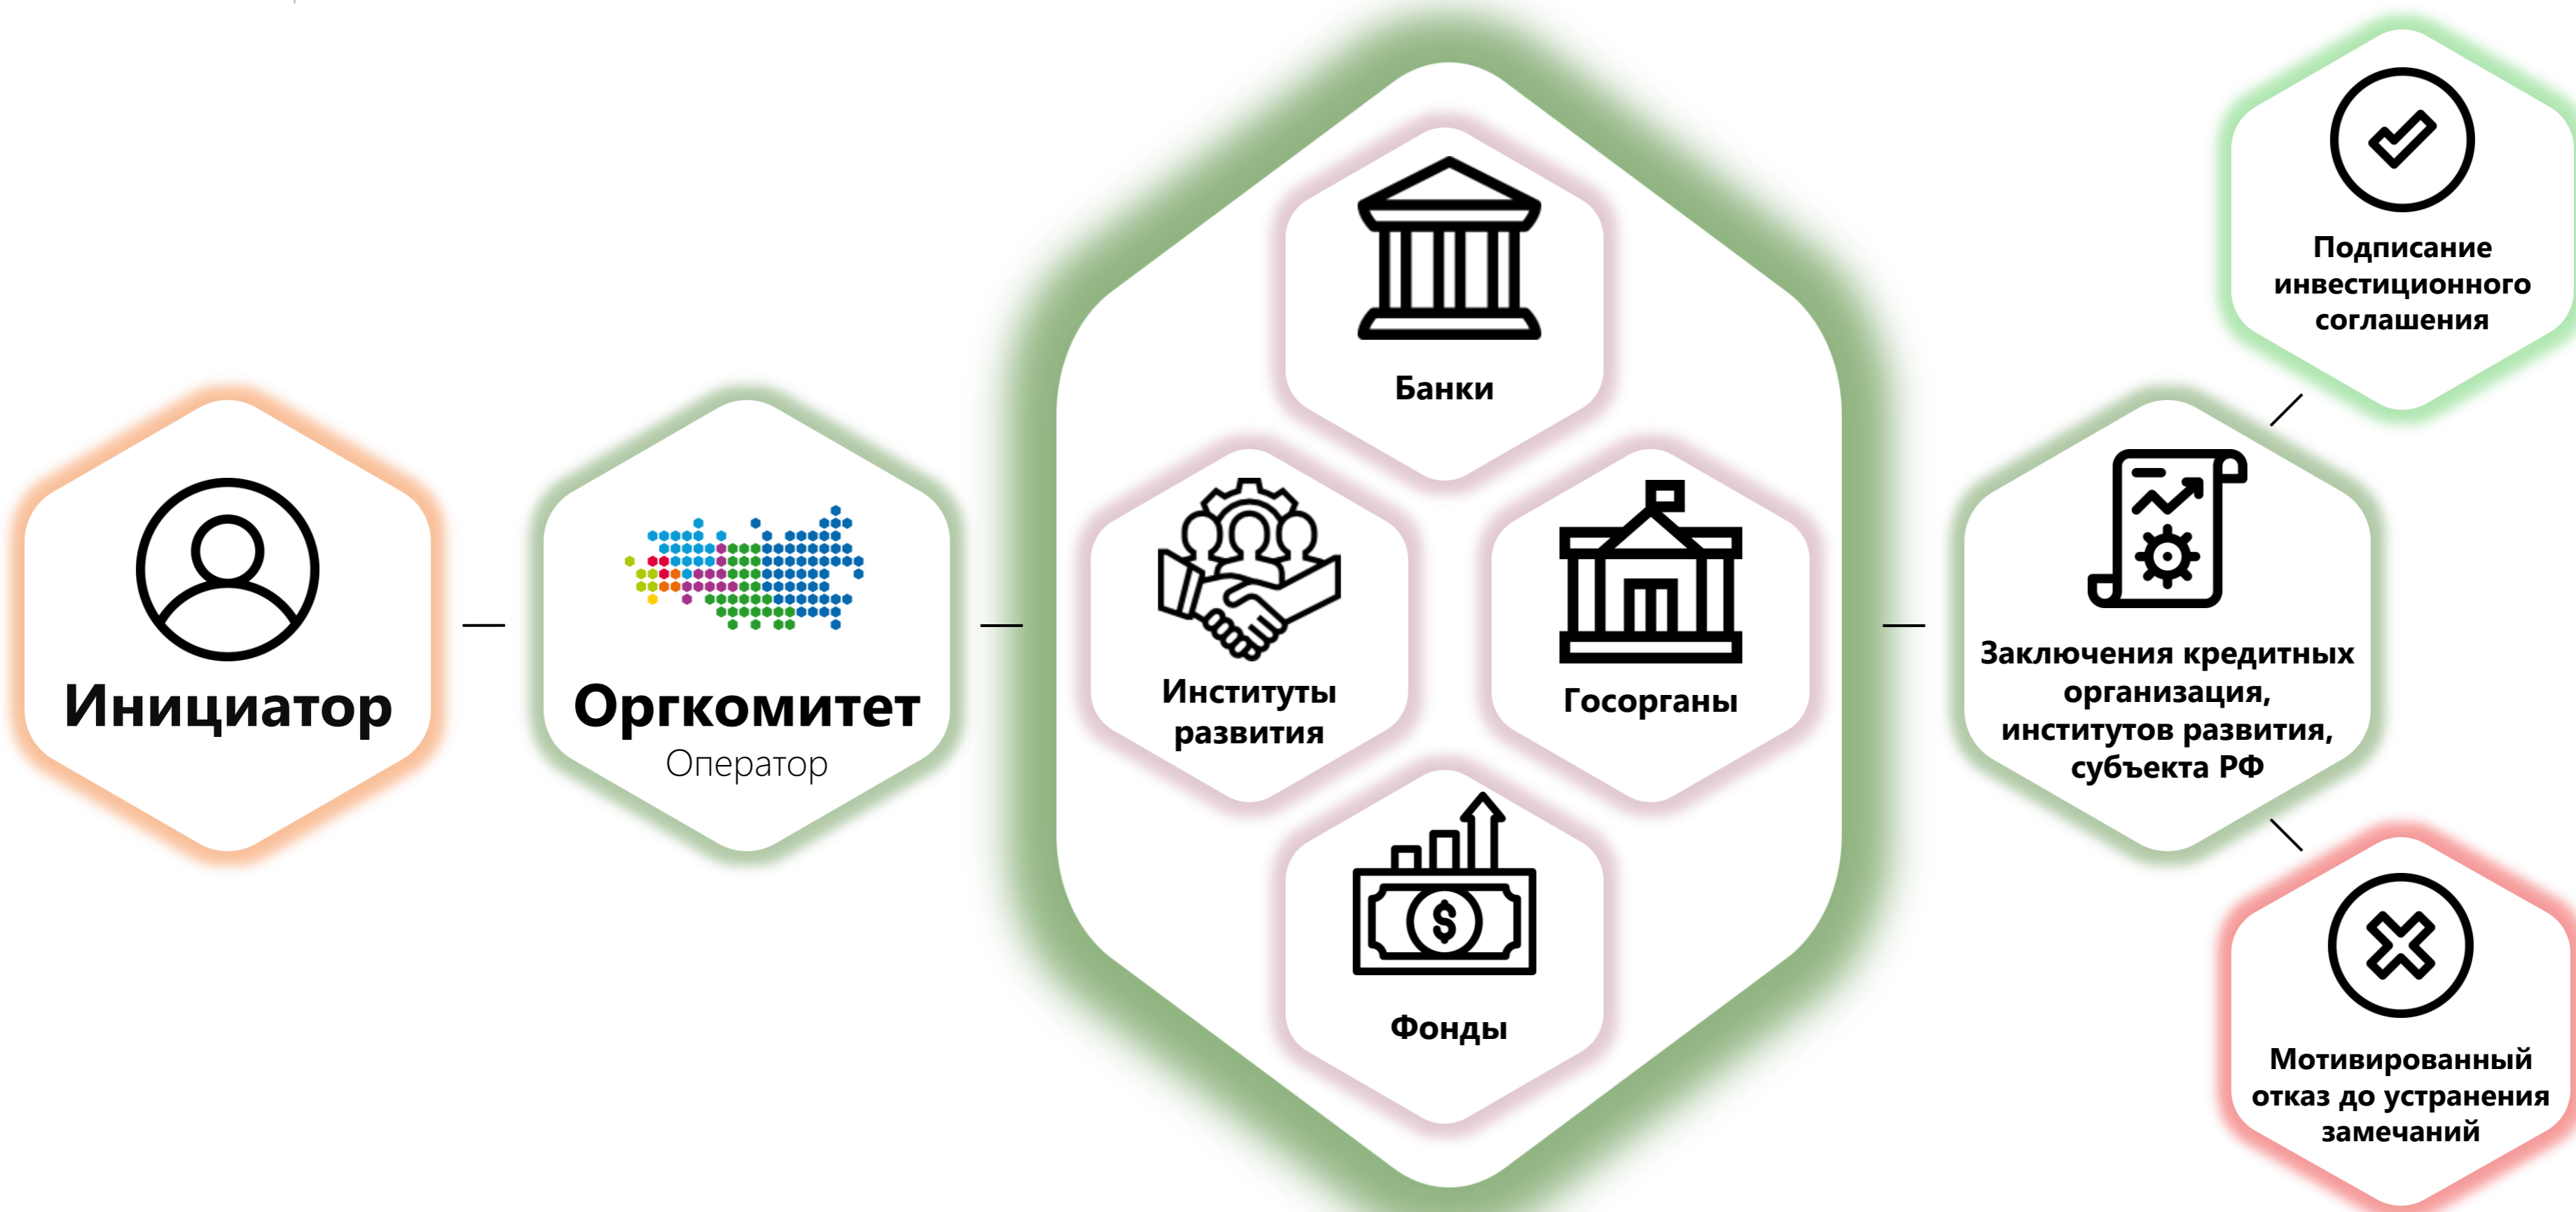 Инициатор
Оргкомитет
Оператор
Банки
Институты
развития
Госорганы
Фонды
Заключения кредитных
организация,
институтов развития,
субъекта РФ
Подписание
инвестиционного
соглашения
Мотивированный
отказ до устранения
замечаний